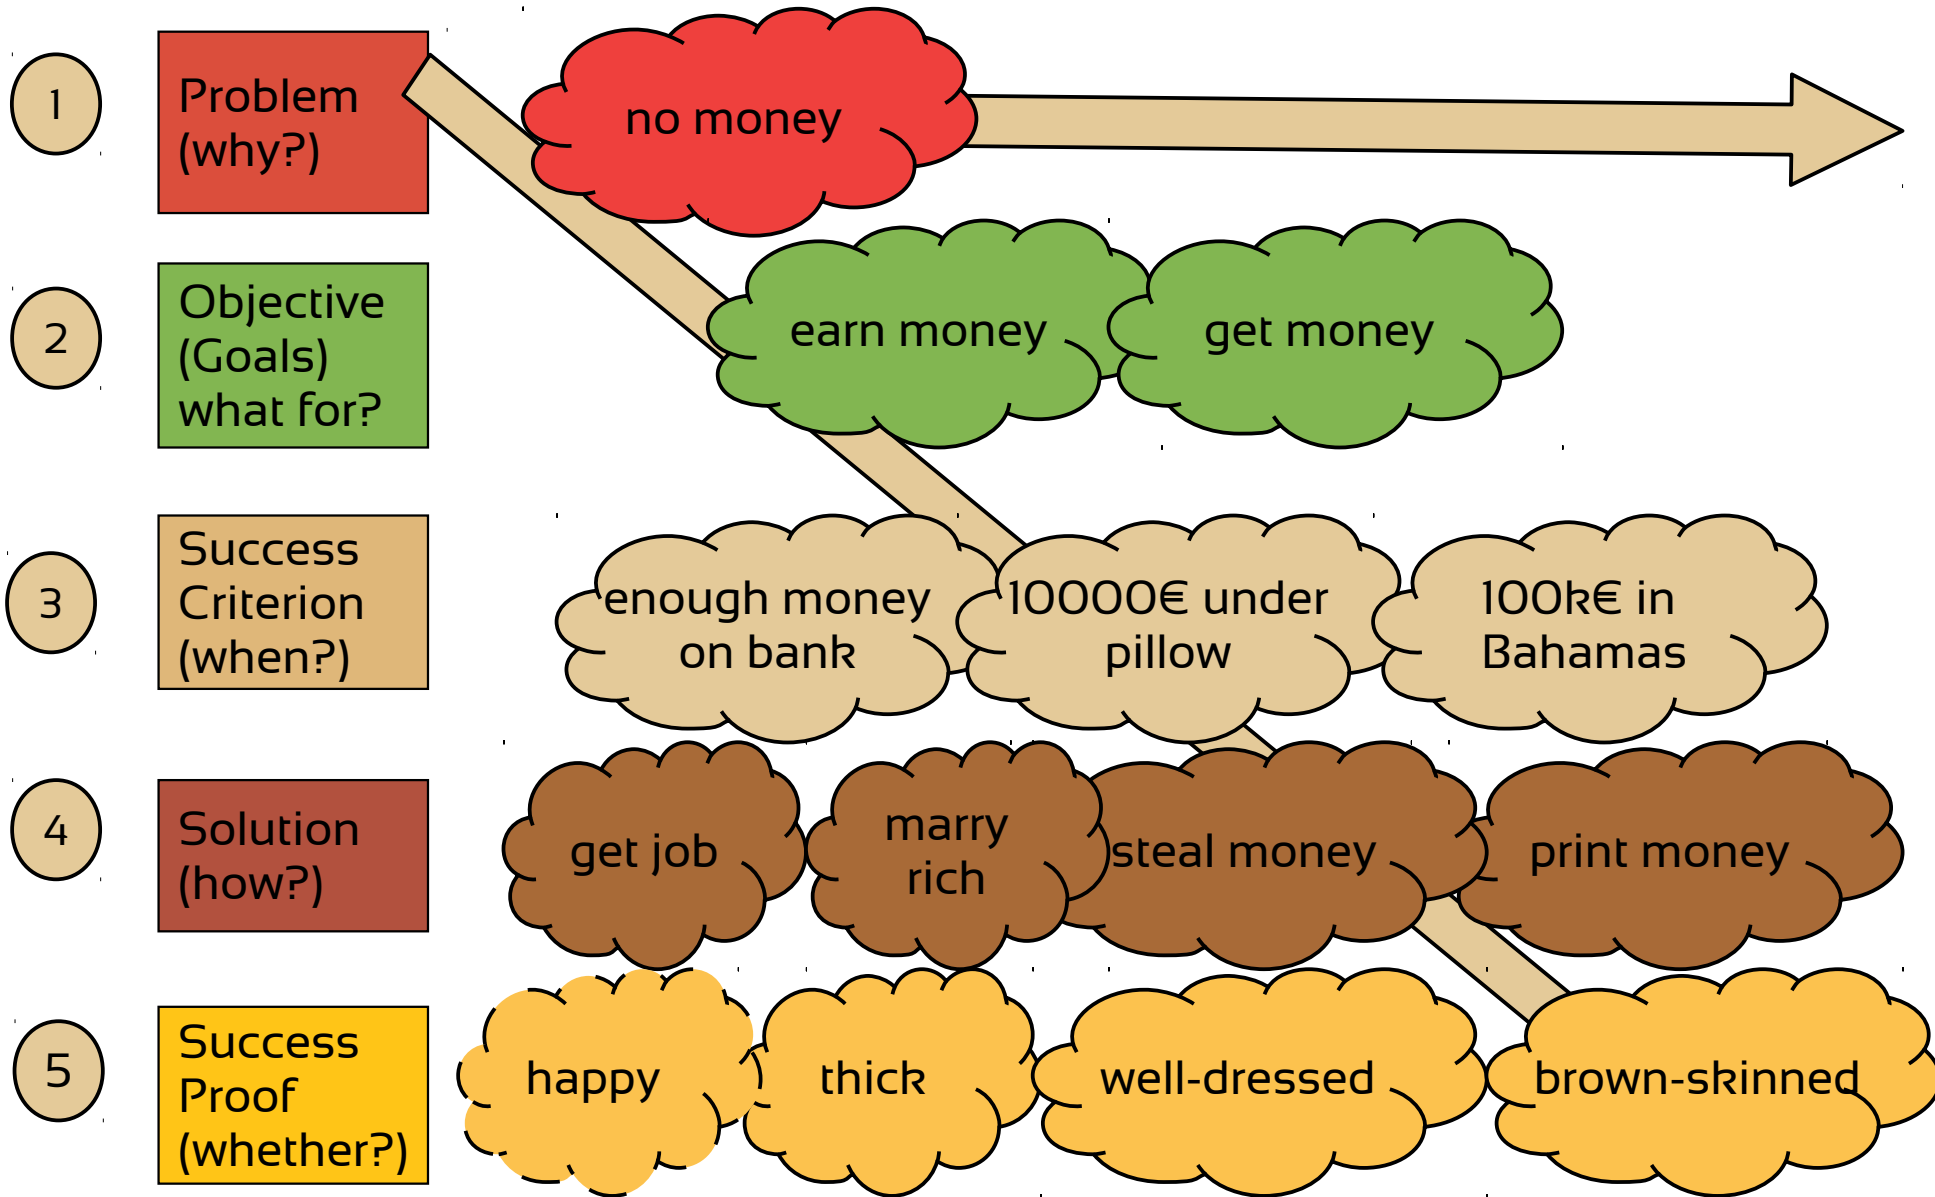 1
Problem
(why?)
no money
2
Objective
(Goals)
what for?
earn money
get money
3
Success
Criterion
(when?)
enough money
on bank
10000€ under
pillow
100k€ in
Bahamas
4
Solution
(how?)
get job
marry
rich
steal money
print money
5
Success
Proof
(whether?)
happy
thick
well-dressed
brown-skinned